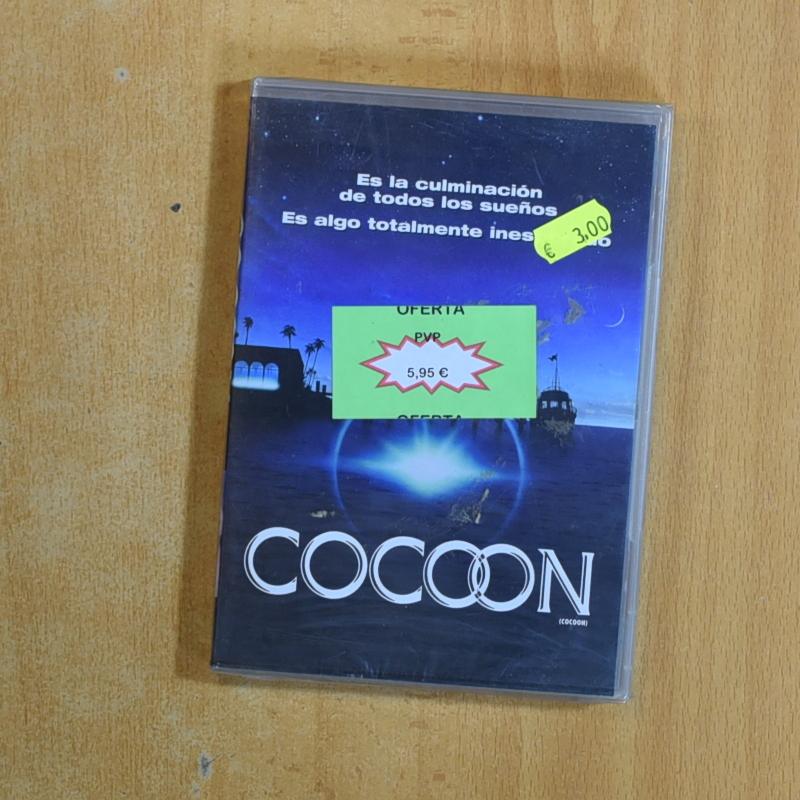 Es la culminación
de todos los sueños
Es algo totalmente
€ 3,00
OFERTA
PVP
5,95 €
OFERTA
COCOON
(COCOON)